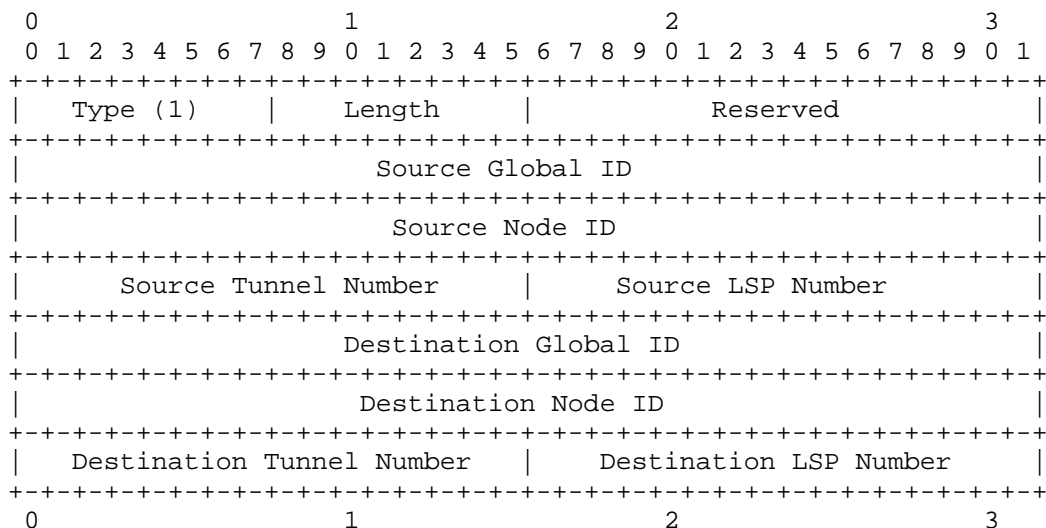 0                   1                   2                   3
 0 1 2 3 4 5 6 7 8 9 0 1 2 3 4 5 6 7 8 9 0 1 2 3 4 5 6 7 8 9 0 1
+-+-+-+-+-+-+-+-+-+-+-+-+-+-+-+-+-+-+-+-+-+-+-+-+-+-+-+-+-+-+-+-+
|   Type (1)    |    Length     |           Reserved            |
+-+-+-+-+-+-+-+-+-+-+-+-+-+-+-+-+-+-+-+-+-+-+-+-+-+-+-+-+-+-+-+-+
|                      Source Global ID                         |
+-+-+-+-+-+-+-+-+-+-+-+-+-+-+-+-+-+-+-+-+-+-+-+-+-+-+-+-+-+-+-+-+
|                       Source Node ID                          |
+-+-+-+-+-+-+-+-+-+-+-+-+-+-+-+-+-+-+-+-+-+-+-+-+-+-+-+-+-+-+-+-+
|      Source Tunnel Number     |     Source LSP Number         |
+-+-+-+-+-+-+-+-+-+-+-+-+-+-+-+-+-+-+-+-+-+-+-+-+-+-+-+-+-+-+-+-+
|                    Destination Global ID                      |
+-+-+-+-+-+-+-+-+-+-+-+-+-+-+-+-+-+-+-+-+-+-+-+-+-+-+-+-+-+-+-+-+
|                     Destination Node ID                       |
+-+-+-+-+-+-+-+-+-+-+-+-+-+-+-+-+-+-+-+-+-+-+-+-+-+-+-+-+-+-+-+-+
|   Destination Tunnel Number   |    Destination LSP Number     |
+-+-+-+-+-+-+-+-+-+-+-+-+-+-+-+-+-+-+-+-+-+-+-+-+-+-+-+-+-+-+-+-+
 0                   1                   2                   3